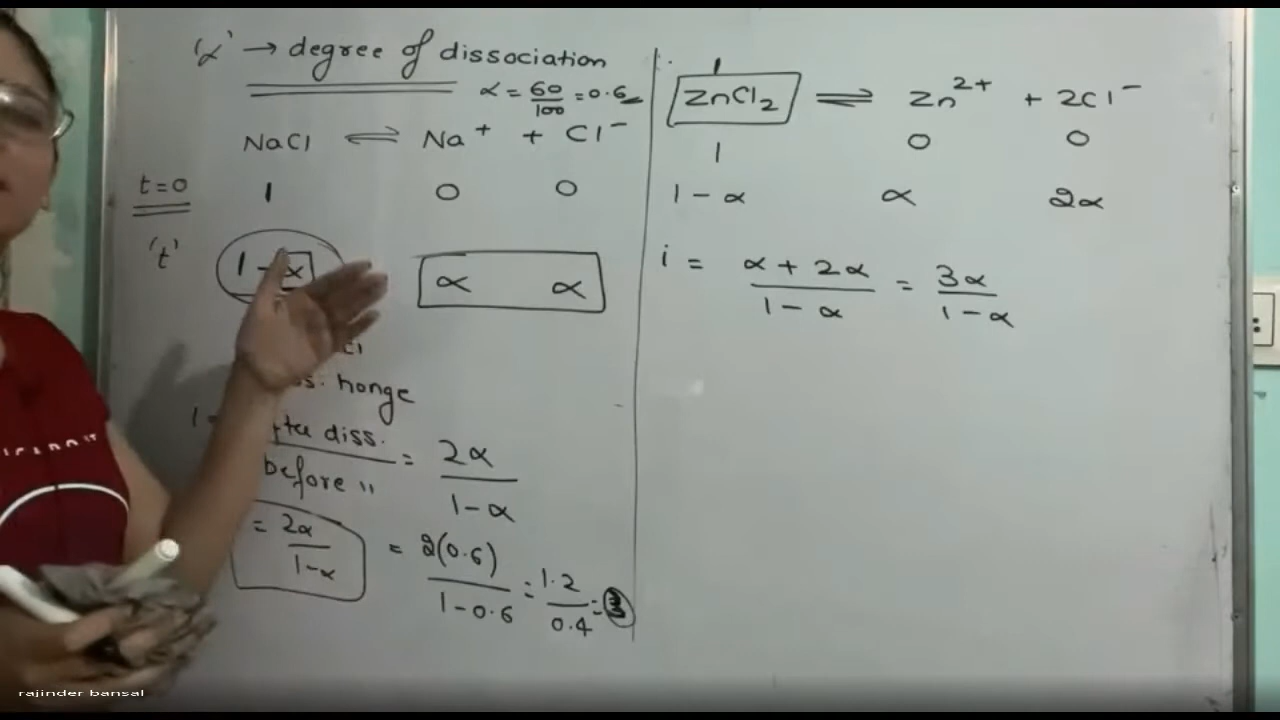 'α' → degree of dissociation
α = 60/100 = 0.6
NaCl ⇌ Na⁺ + Cl⁻
t=0 1 0 0
't' 1 - α α α
honge
diss.
before " = 2α/1-α
= 2α/1-α = 2(0.6)/1-0.6 = 1.2/0.4 = 3
1
ZnCl₂ ⇌ Zn²⁺ + 2Cl⁻
1 0 0
1 - α α 2α
i = α + 2α/1 - α = 3α/1 - α
rajinder bansal